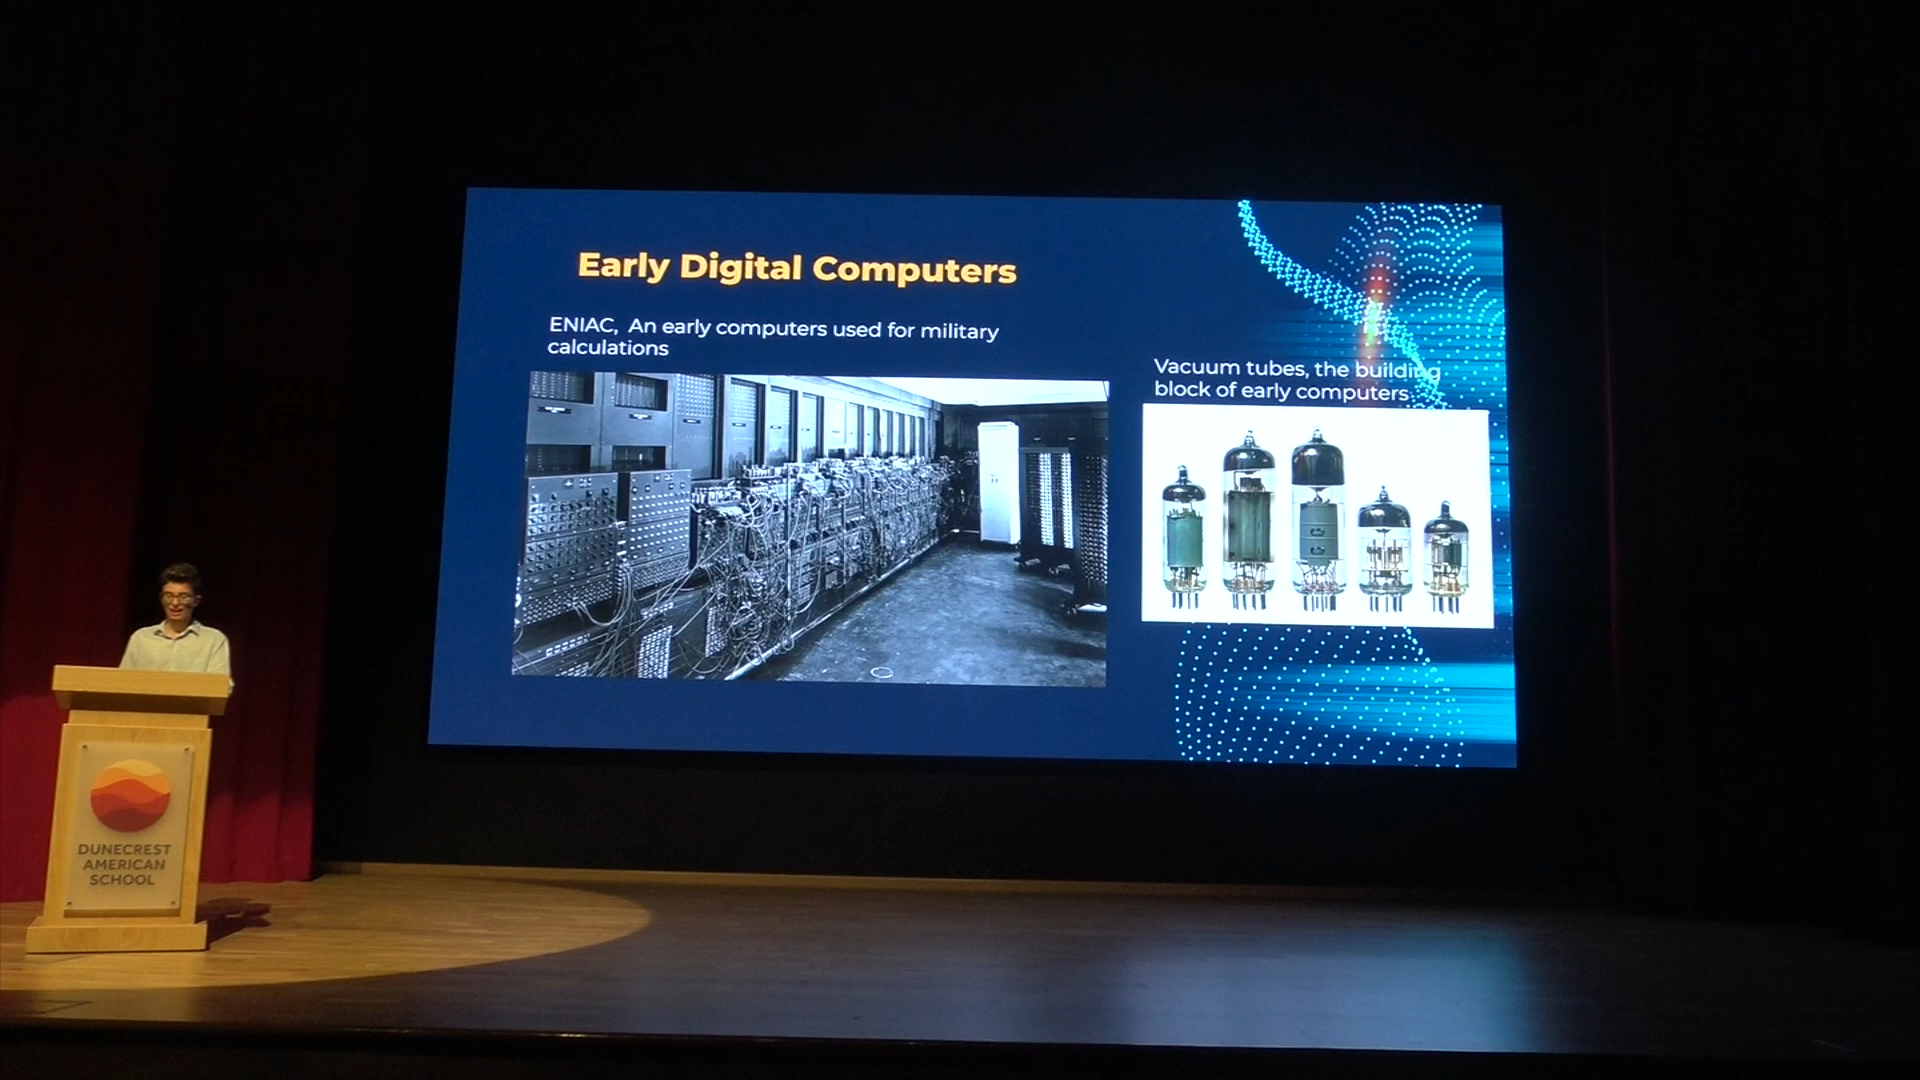 Early Digital Computers
ENIAC,  An early computers used for military
calculations
Vacuum tubes, the building
block of early computers
DUNECREST
AMERICAN
SCHOOL